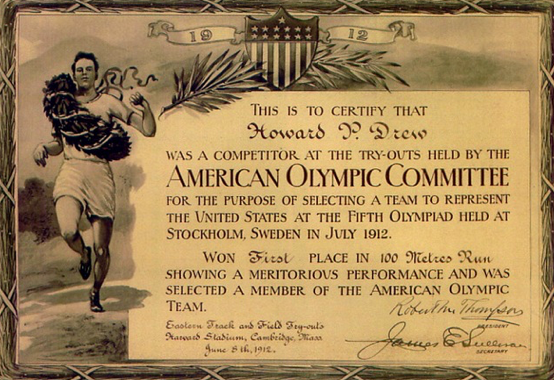 1912
THIS IS TO CERTIFY THAT
Howard P. Drew
WAS A COMPETITOR AT THE TRY-OUTS HELD BY THE
AMERICAN OLYMPIC COMMITTEE
FOR THE PURPOSE OF SELECTING A TEAM TO REPRESENT
THE UNITED STATES AT THE FIFTH OLYMPIAD HELD AT
STOCKHOLM, SWEDEN IN JULY 1912.
WON First PLACE IN 100 Metres Run
SHOWING A MERITORIOUS PERFORMANCE AND WAS
SELECTED A MEMBER OF THE AMERICAN OLYMPIC
TEAM.
Robert M. Thompson
PRESIDENT
Eastern Track and Field Try-outs
Harvard Stadium, Cambridge, Mass.
June 8th, 1912.
James E. Sullivan
SECRETARY